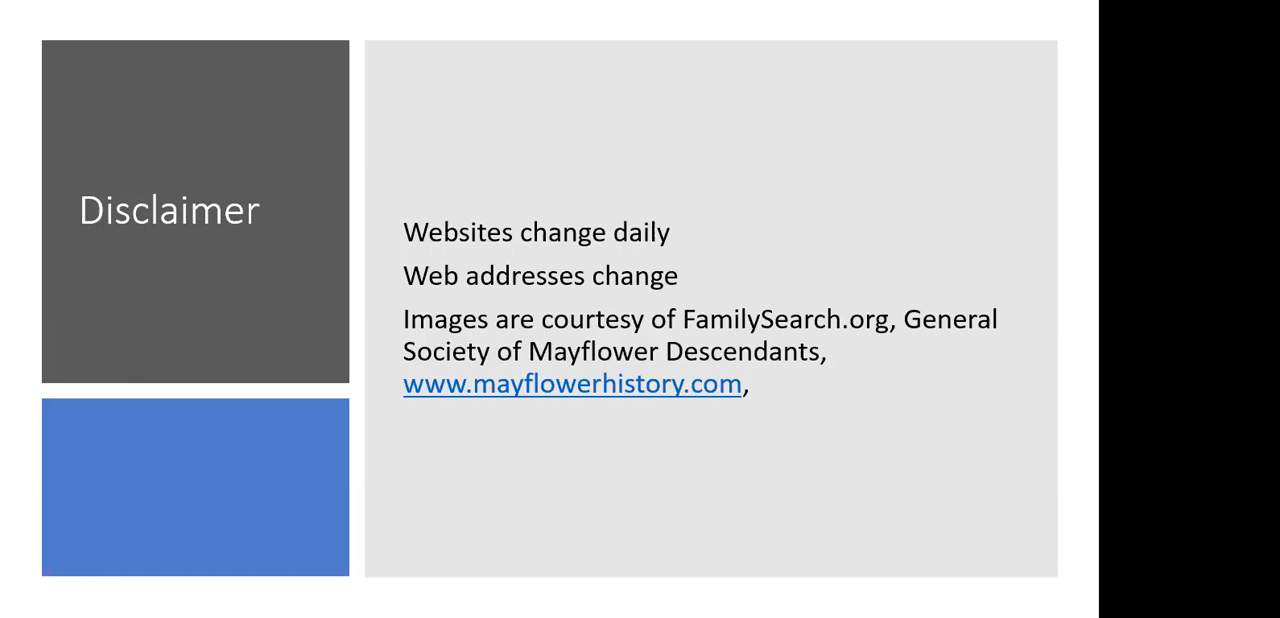 Disclaimer
Websites change daily
Web addresses change
Images are courtesy of FamilySearch.org, General
Society of Mayflower Descendants,
www.mayflowerhistory.com,